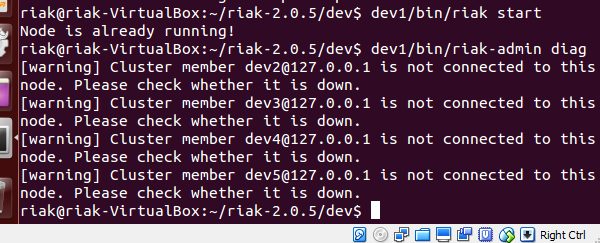 riak@riak-VirtualBox:~/riak-2.0.5/dev$ dev1/bin/riak start
Node is already running!
riak@riak-VirtualBox:~/riak-2.0.5/dev$ dev1/bin/riak-admin diag
[warning] Cluster member dev2@127.0.0.1 is not connected to this
node. Please check whether it is down.
[warning] Cluster member dev3@127.0.0.1 is not connected to this
node. Please check whether it is down.
[warning] Cluster member dev4@127.0.0.1 is not connected to this
node. Please check whether it is down.
[warning] Cluster member dev5@127.0.0.1 is not connected to this
node. Please check whether it is down.
riak@riak-VirtualBox:~/riak-2.0.5/dev$
Right Ctrl